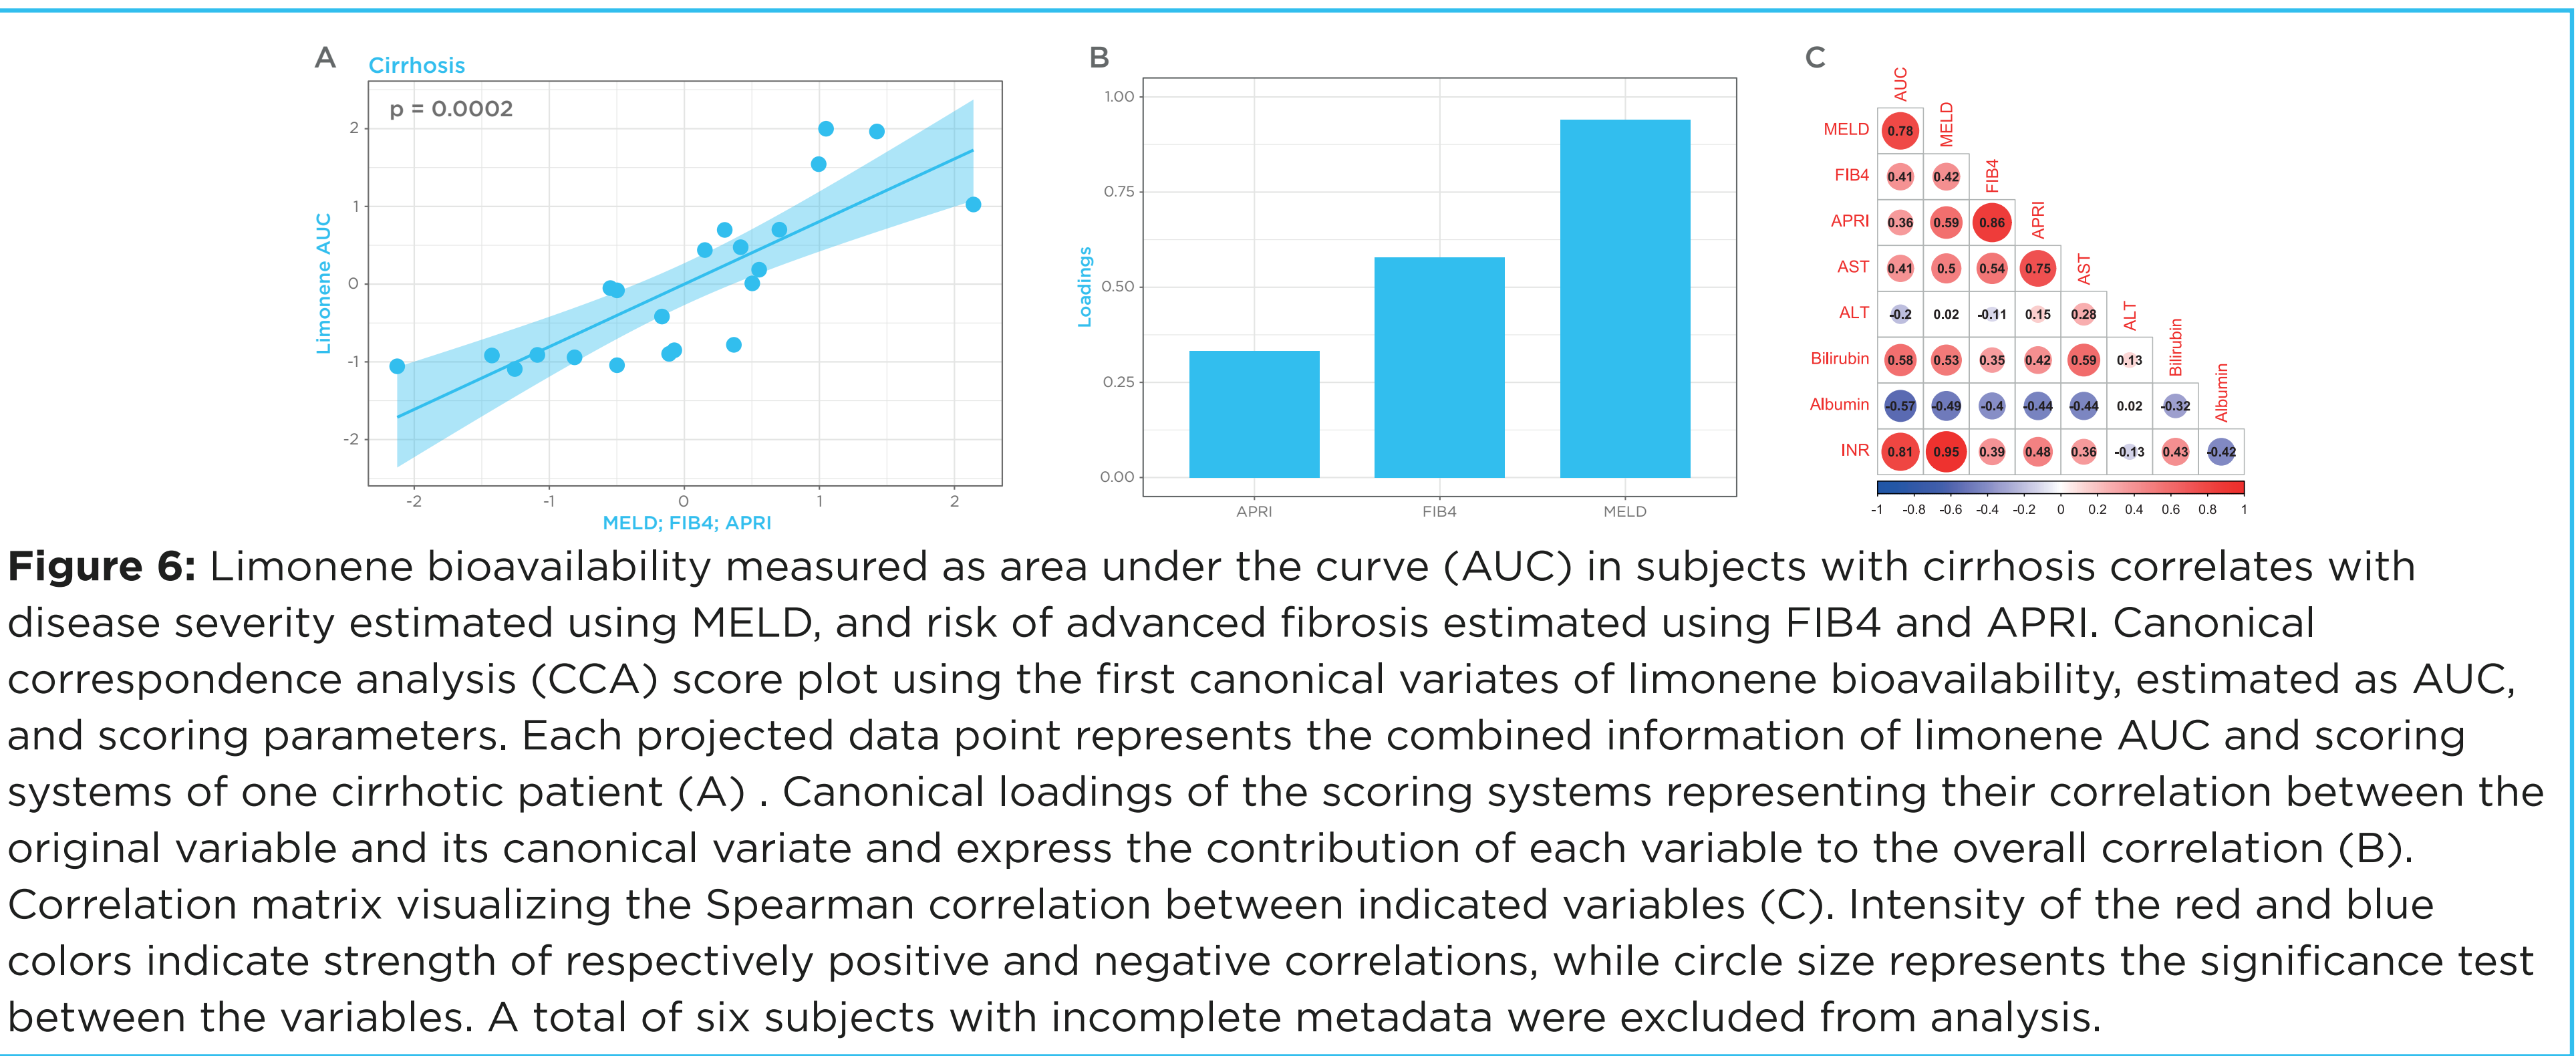 A
Cirrhosis
p = 0.0002
Limonene AUC
2
1
0
-1
-2
-2 -1 0 1 2
MELD; FIB4; APRI
B
Loadings
1.00
0.75
0.50
0.25
0.00
APRI FIB4 MELD
C
AUC
MELD 0.78 MELD
FIB4 0.41 0.42 FIB4
APRI 0.36 0.59 0.86 APRI
AST 0.41 0.5 0.54 0.75 AST
ALT -0.2 0.02 -0.11 0.15 0.28 ALT
Bilirubin 0.58 0.53 0.35 0.42 0.59 0.13 Bilirubin
Albumin -0.57 -0.49 -0.4 -0.44 -0.44 0.02 -0.32 Albumin
INR 0.81 0.95 0.39 0.48 0.36 -0.13 0.43 -0.42
-1 -0.8 -0.6 -0.4 -0.2 0 0.2 0.4 0.6 0.8 1
Figure 6: Limonene bioavailability measured as area under the curve (AUC) in subjects with cirrhosis correlates with
disease severity estimated using MELD, and risk of advanced fibrosis estimated using FIB4 and APRI. Canonical
correspondence analysis (CCA) score plot using the first canonical variates of limonene bioavailability, estimated as AUC,
and scoring parameters. Each projected data point represents the combined information of limonene AUC and scoring
systems of one cirrhotic patient (A) . Canonical loadings of the scoring systems representing their correlation between the
original variable and its canonical variate and express the contribution of each variable to the overall correlation (B).
Correlation matrix visualizing the Spearman correlation between indicated variables (C). Intensity of the red and blue
colors indicate strength of respectively positive and negative correlations, while circle size represents the significance test
between the variables. A total of six subjects with incomplete metadata were excluded from analysis.